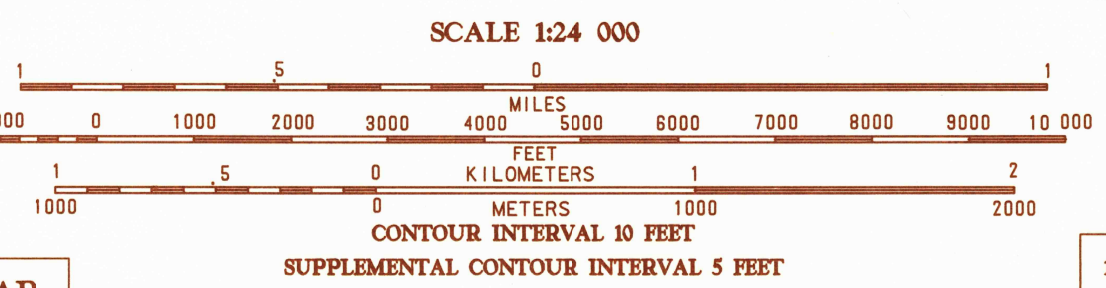 SCALE 1:24 000
1 .5 0 1
MILES
000 0 1000 2000 3000 4000 5000 6000 7000 8000 9000 10 000
FEET
1 .5 0 KILOMETERS 1 2
1000 0 METERS 1000 2000
CONTOUR INTERVAL 10 FEET
SUPPLEMENTAL CONTOUR INTERVAL 5 FEET